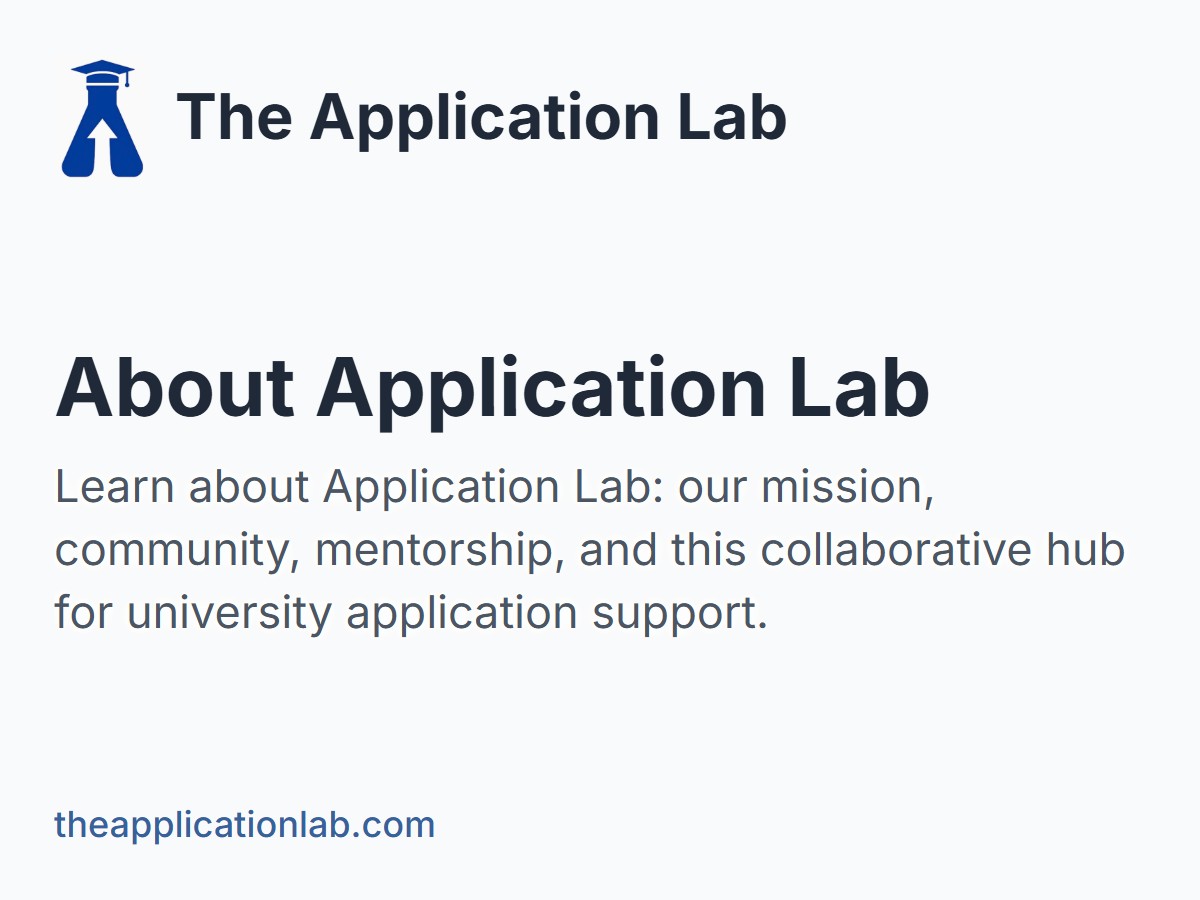 The Application Lab
About Application Lab
Learn about Application Lab: our mission,
community, mentorship, and this collaborative hub
for university application support.
theapplicationlab.com